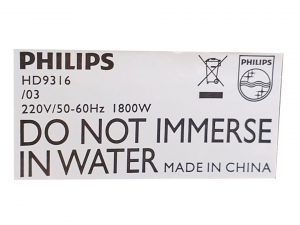 PHILIPS
HD9316
/03
220V/50-60Hz 1800W
PHILIPS
DO NOT IMMERSE
IN WATER MADE IN CHINA